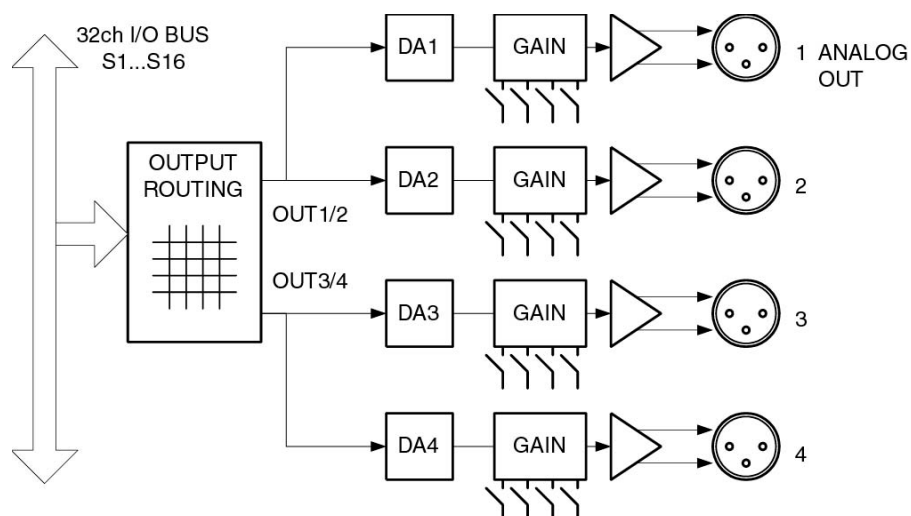 32ch I/O BUS
S1...S16
OUTPUT
ROUTING
OUT1/2
OUT3/4
DA1
GAIN
1 ANALOG
OUT
DA2
GAIN
2
DA3
GAIN
3
DA4
GAIN
4